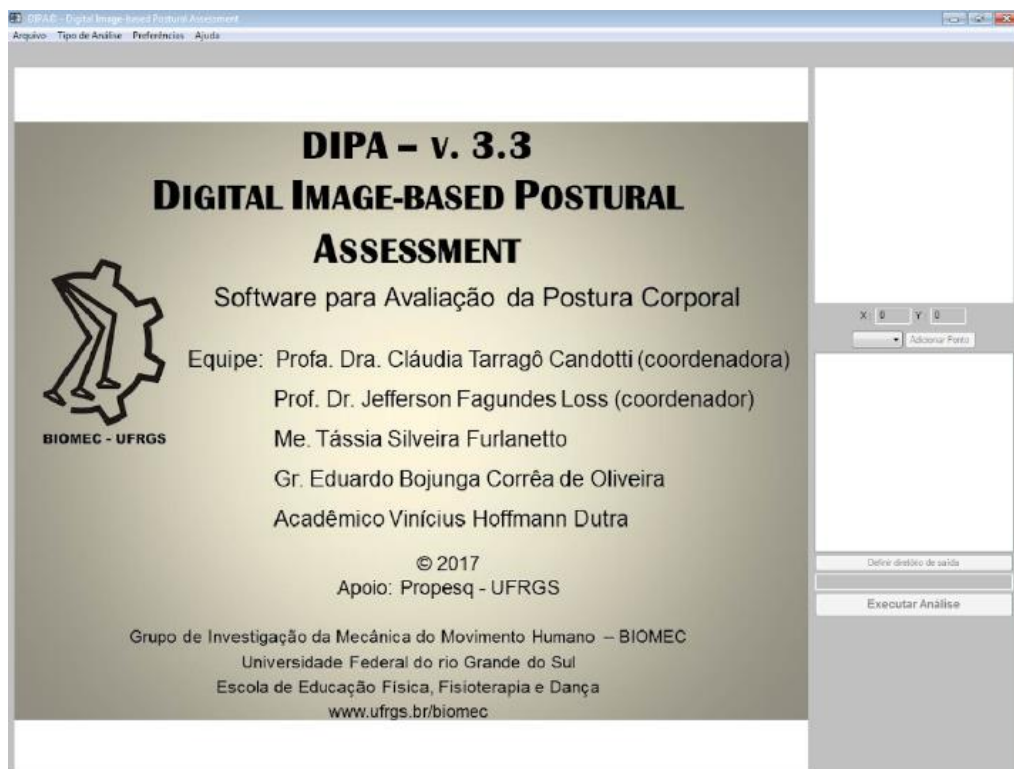 DIPA© - Digital Image-based Postural Assessment
Arquivo Tipo de Análise Preferências Ajuda
DIPA – v. 3.3
DIGITAL IMAGE-BASED POSTURAL
ASSESSMENT
Software para Avaliação da Postura Corporal
Equipe: Profa. Dra. Cláudia Tarragô Candotti (coordenadora)
Prof. Dr. Jefferson Fagundes Loss (coordenador)
Me. Tássia Silveira Furlanetto
Gr. Eduardo Bojunga Corrêa de Oliveira
Acadêmico Vinícius Hoffmann Dutra
BIOMEC - UFRGS
© 2017
Apoio: Propesq - UFRGS
Grupo de Investigação da Mecânica do Movimento Humano – BIOMEC
Universidade Federal do rio Grande do Sul
Escola de Educação Física, Fisioterapia e Dança
www.ufrgs.br/biomec
X 0 Y 0
Adicionar Ponto
Definir diretório de saída
Executar Análise